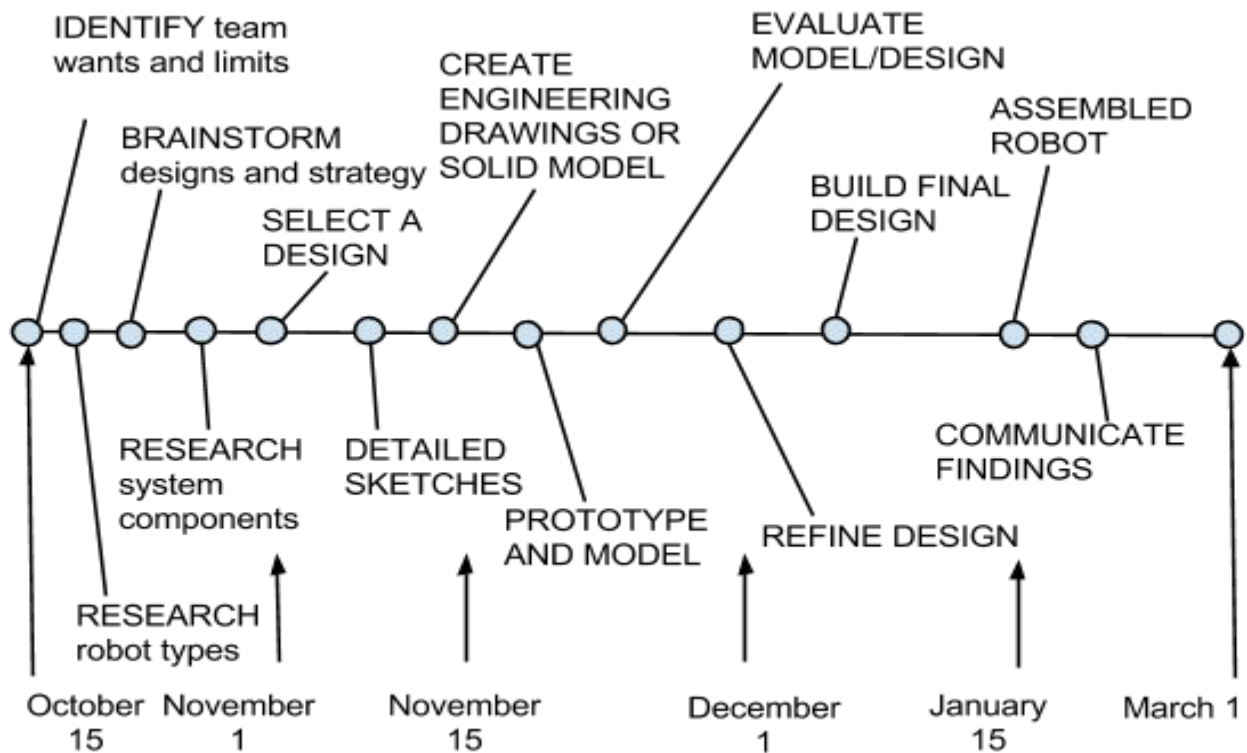 IDENTIFY team
wants and limits
BRAINSTORM
designs and strategy
SELECT A
DESIGN
CREATE
ENGINEERING
DRAWINGS OR
SOLID MODEL
EVALUATE
MODEL/DESIGN
BUILD FINAL
DESIGN
ASSEMBLED
ROBOT
RESEARCH
robot types
RESEARCH
system
components
DETAILED
SKETCHES
PROTOTYPE
AND MODEL
REFINE DESIGN
COMMUNICATE
FINDINGS
October
15
November
1
November
15
December
1
January
15
March 1